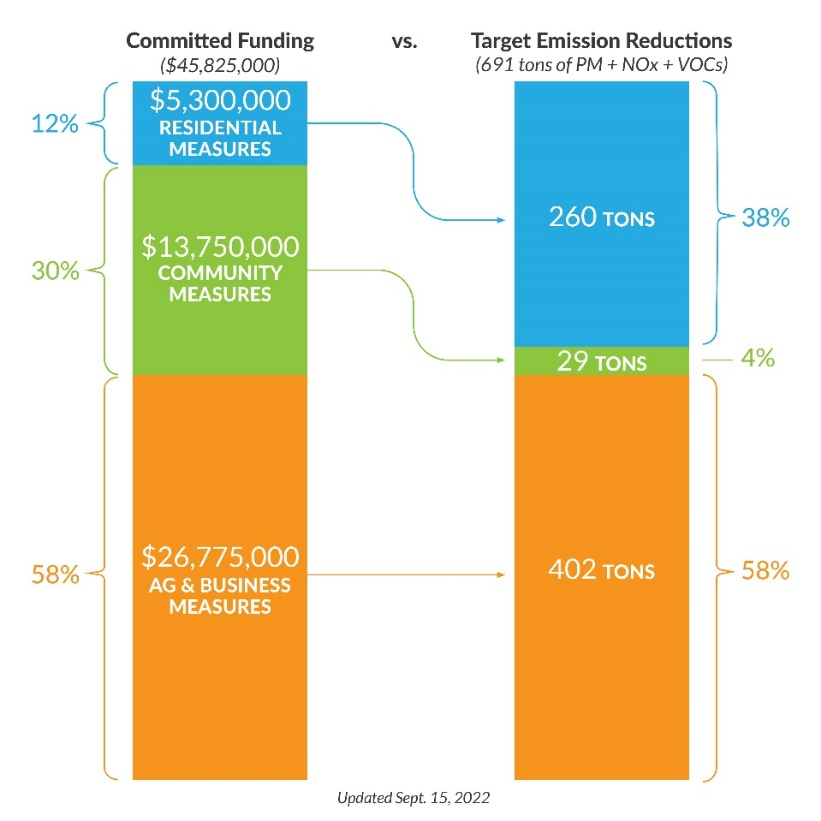 Committed Funding
($45,825,000)
vs.
Target Emission Reductions
(691 tons of PM + NOx + VOCs)
12%
$5,300,000
RESIDENTIAL
MEASURES
260 TONS
38%
30%
$13,750,000
COMMUNITY
MEASURES
29 TONS
4%
58%
$26,775,000
AG & BUSINESS
MEASURES
402 TONS
58%
Updated Sept. 15, 2022